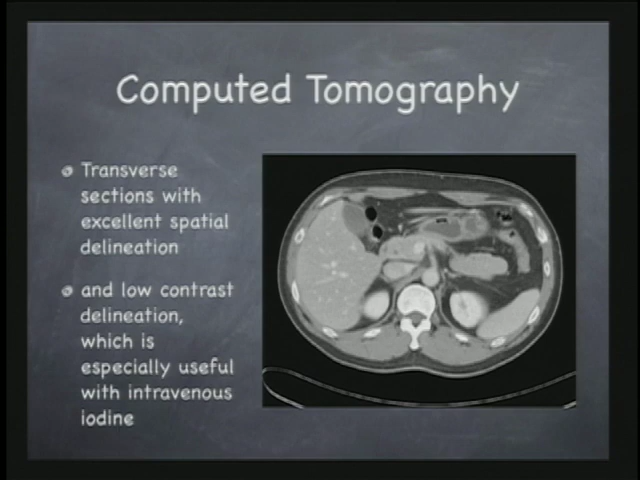 Computed Tomography
Transverse
sections with
excellent spatial
delineation
and low contrast
delineation,
which is
especially useful
with intravenous
iodine